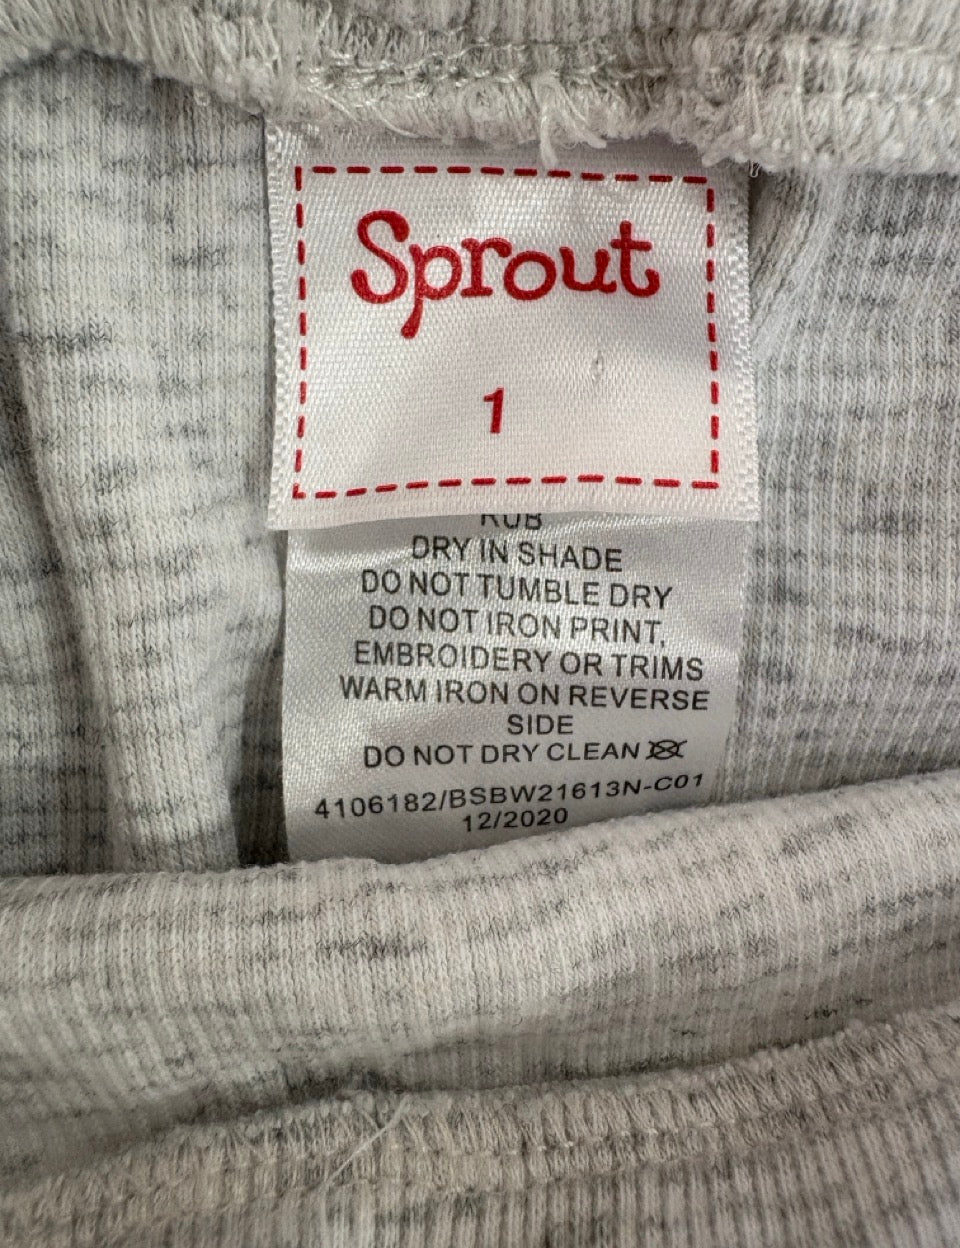 Sprout
1
RUB
DRY IN SHADE
DO NOT TUMBLE DRY
DO NOT IRON PRINT,
EMBROIDERY OR TRIMS
WARM IRON ON REVERSE
SIDE
DO NOT DRY CLEAN
4106182/BSBW21613N-C01
12/2020